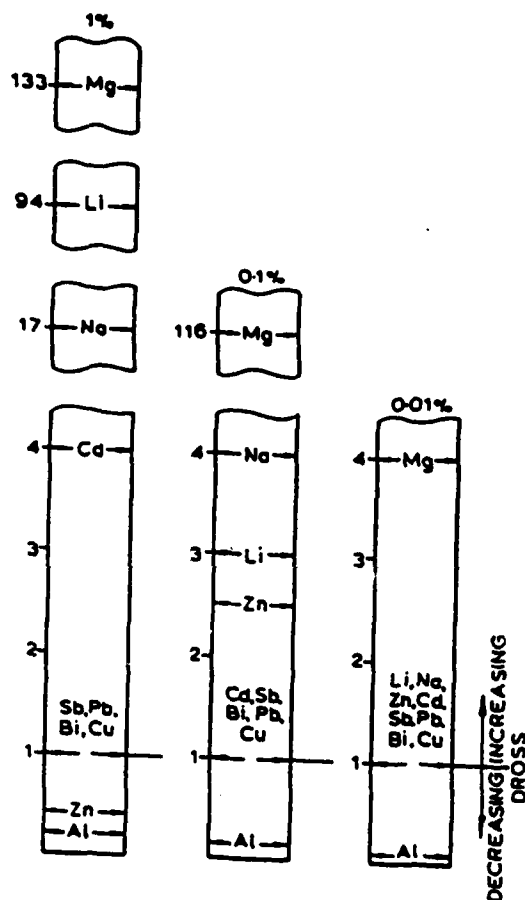 1%
133 Mg
94 Li
17 Na
4 Cd
3
2
Sb,Pb,
Bi,Cu
1
Zn
Al
0·1%
116 Mg
4 Na
3 Li
Zn
2
Cd,Sb,
Bi,Pb,
Cu
1
Al
0·01%
4 Mg
3
2
Li,Na,
Zn,Cd,
Sb,Pb,
Bi,Cu
1
Al
DECREASING INCREASING
DROSS